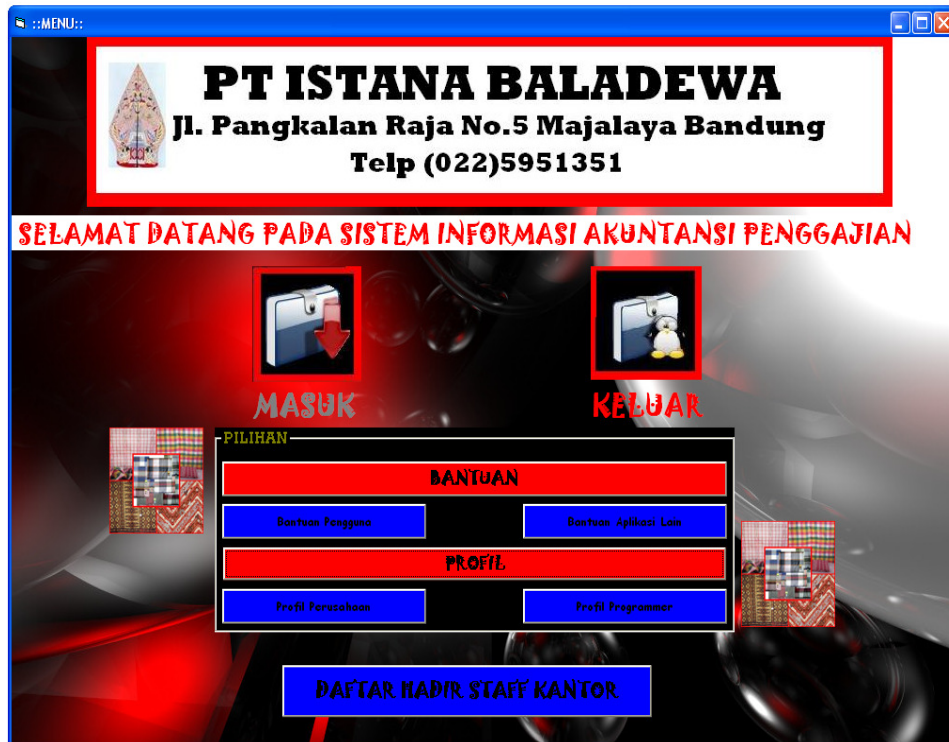 ::MENU::
PT ISTANA BALADEWA
Jl. Pangkalan Raja No.5 Majalaya Bandung
Telp (022)5951351
SELAMAT DATANG PADA SISTEM INFORMASI AKUNTANSI PENGGAJIAN
MASUK
KELUAR
PILIHAN
BANTUAN
Bantuan Pengguna
Bantuan Aplikasi Lain
PROFIL
Profil Perusahaan
Profil Programmer
DAFTAR HADIR STAFF KANTOR